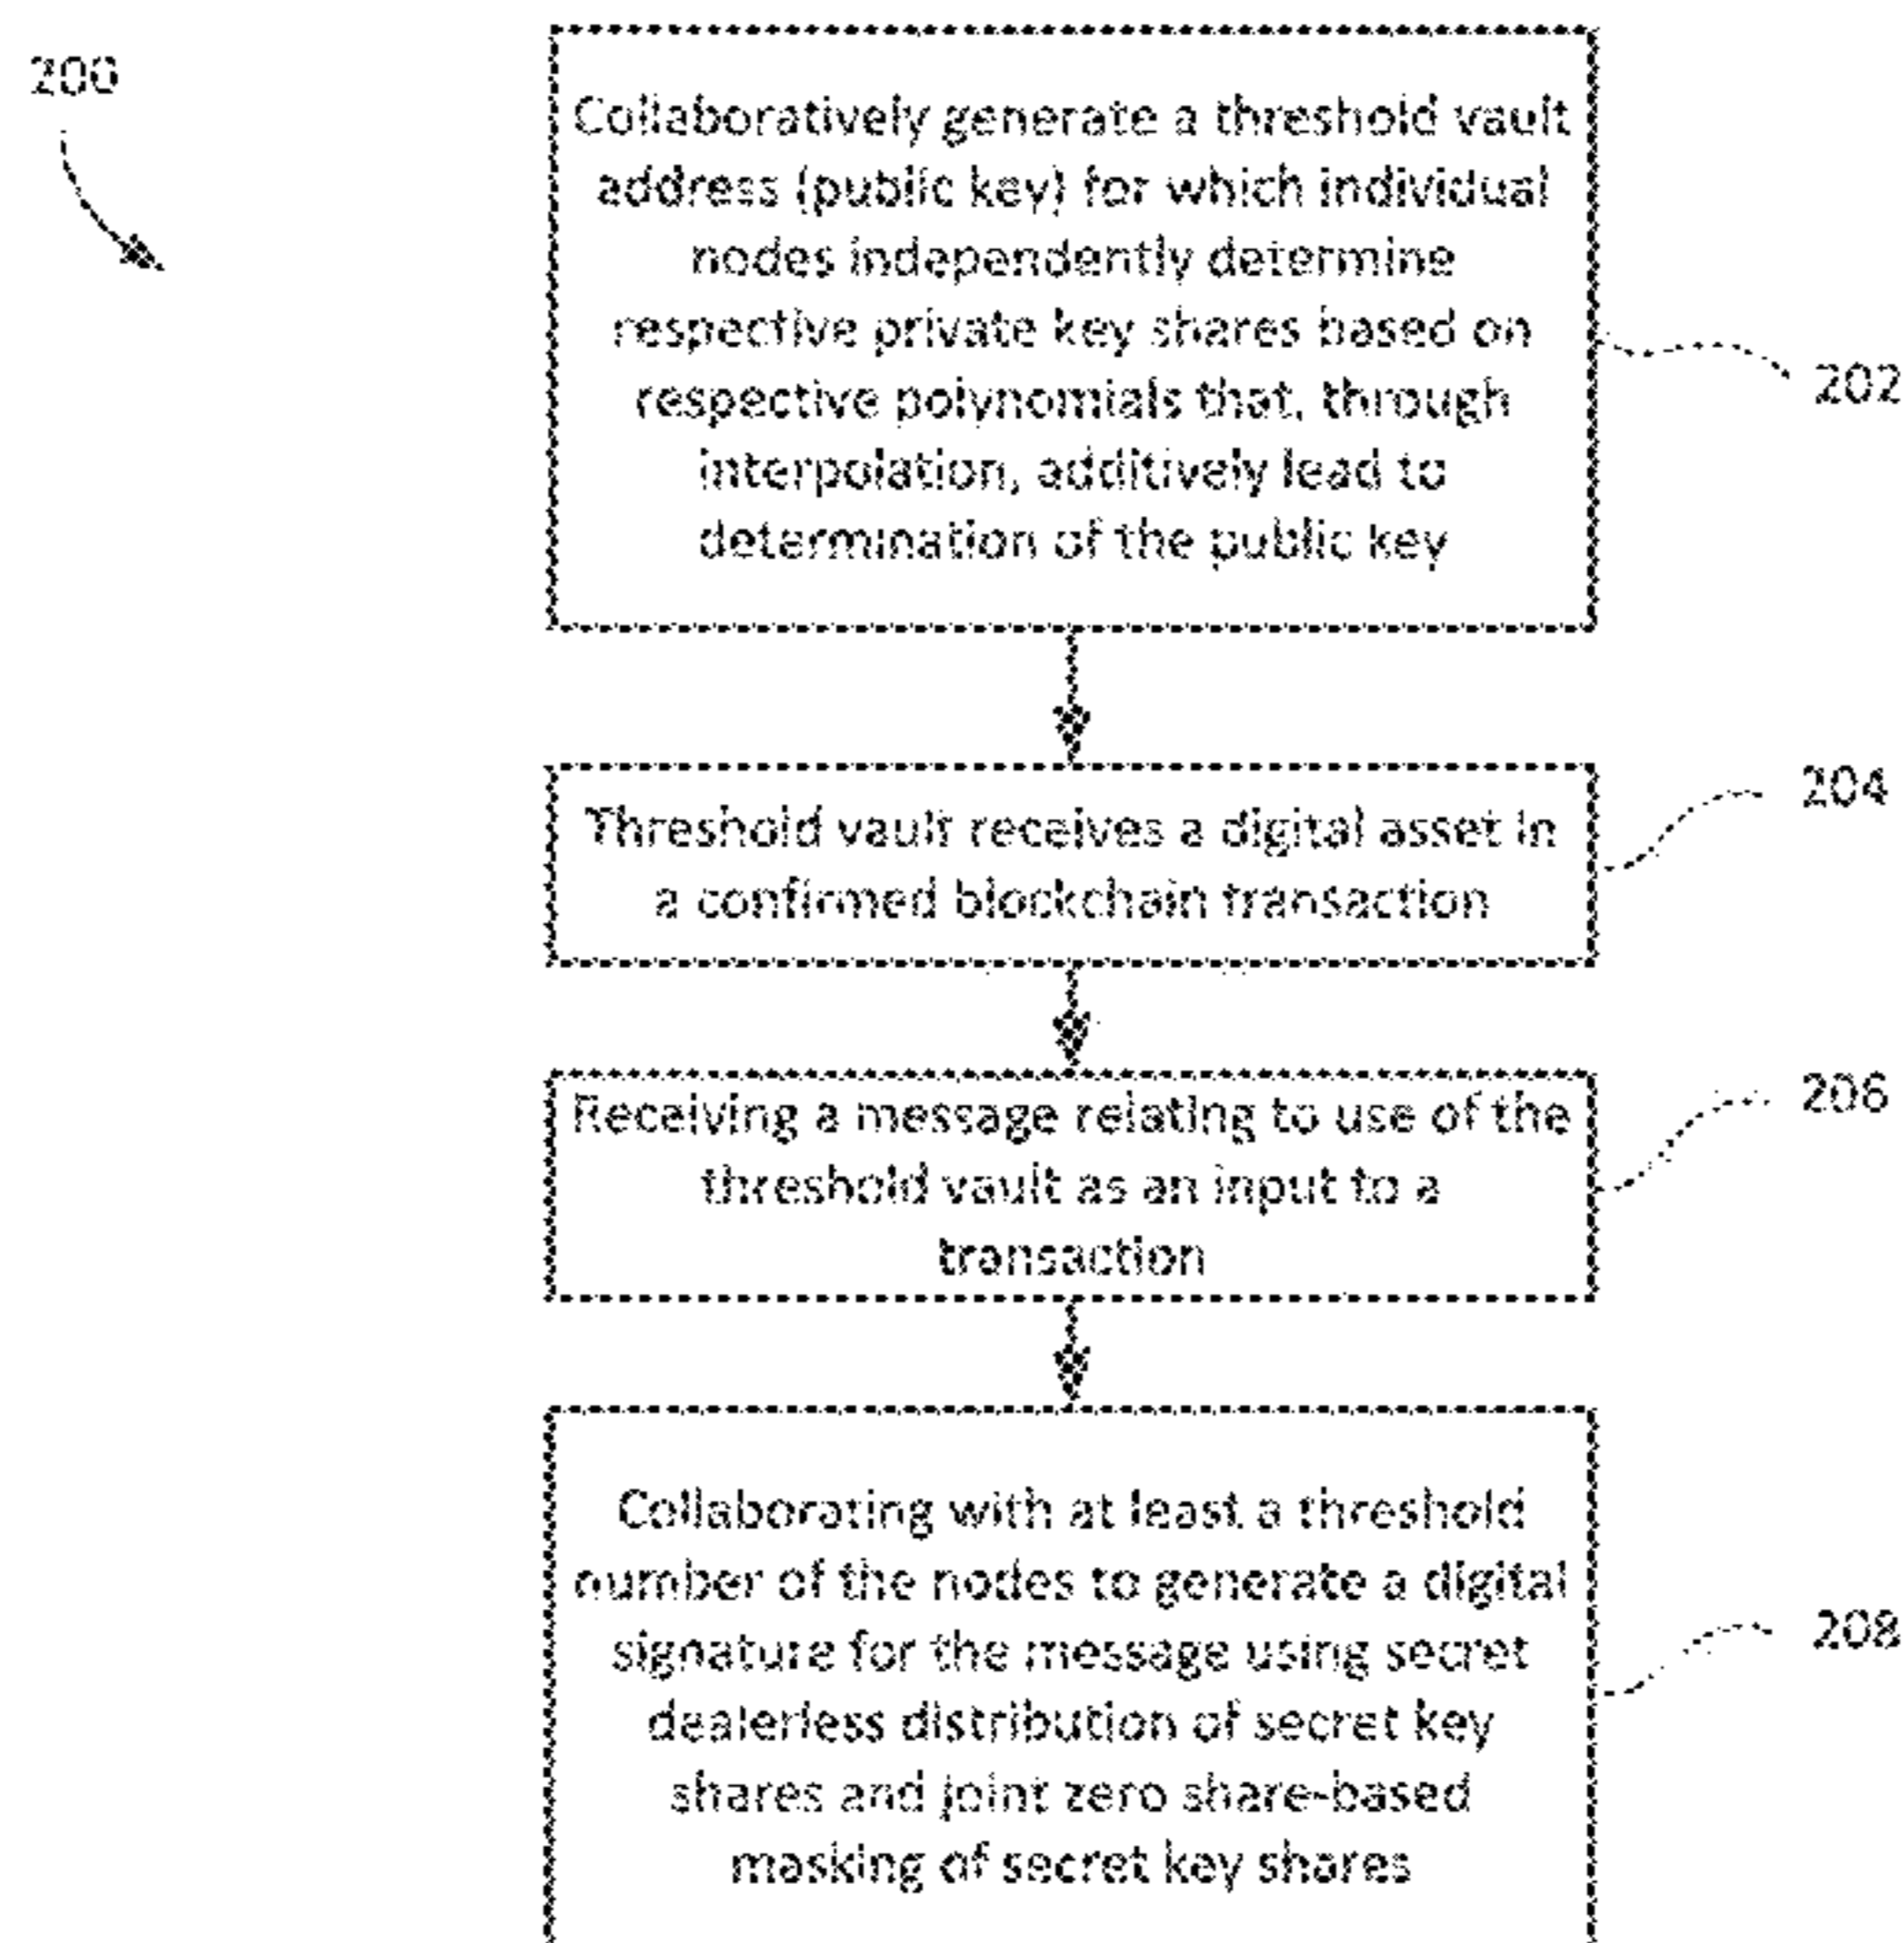 200
Collaboratively generate a threshold vault
address (public key) for which individual
nodes independently determine
respective private key shares based on
respective polynomials that, through
interpolation, additively lead to
determination of the public key
202
Threshold vault receives a digital asset in
a confirmed blockchain transaction
204
Receiving a message relating to use of the
threshold vault as an input to a
transaction
206
Collaborating with at least a threshold
number of the nodes to generate a digital
signature for the message using secret
dealerless distribution of secret key
shares and joint zero share-based
masking of secret key shares
208